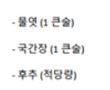 - 물엿 (1 큰술)
- 국간장 (1 큰술)
- 후추 (적당량)